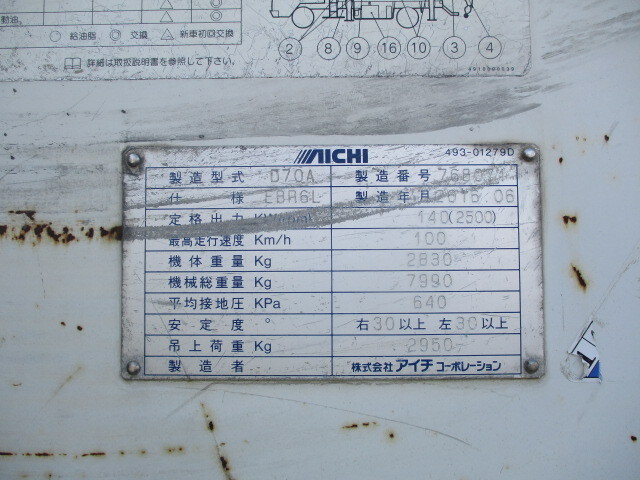 動油。
○ 給油脂 ◎ 交換 △ 新車初回交換
詳細は取扱説明書を参照して下さい。
2 8 9 16 10 3 4
AICHI 493-01279D
製造型式 D70A 製造番号
仕様 EBR6L 製造年月 2015.06
定格出力 140(2500)
最高走行速度 Km/h 100
機体重量 Kg 2830
機械総重量 Kg 7990
平均接地圧 KPa 640
安定度 ° 右30以上 左30以上
吊上荷重 Kg 2950
製造者 株式会社 アイチ コーポレーション